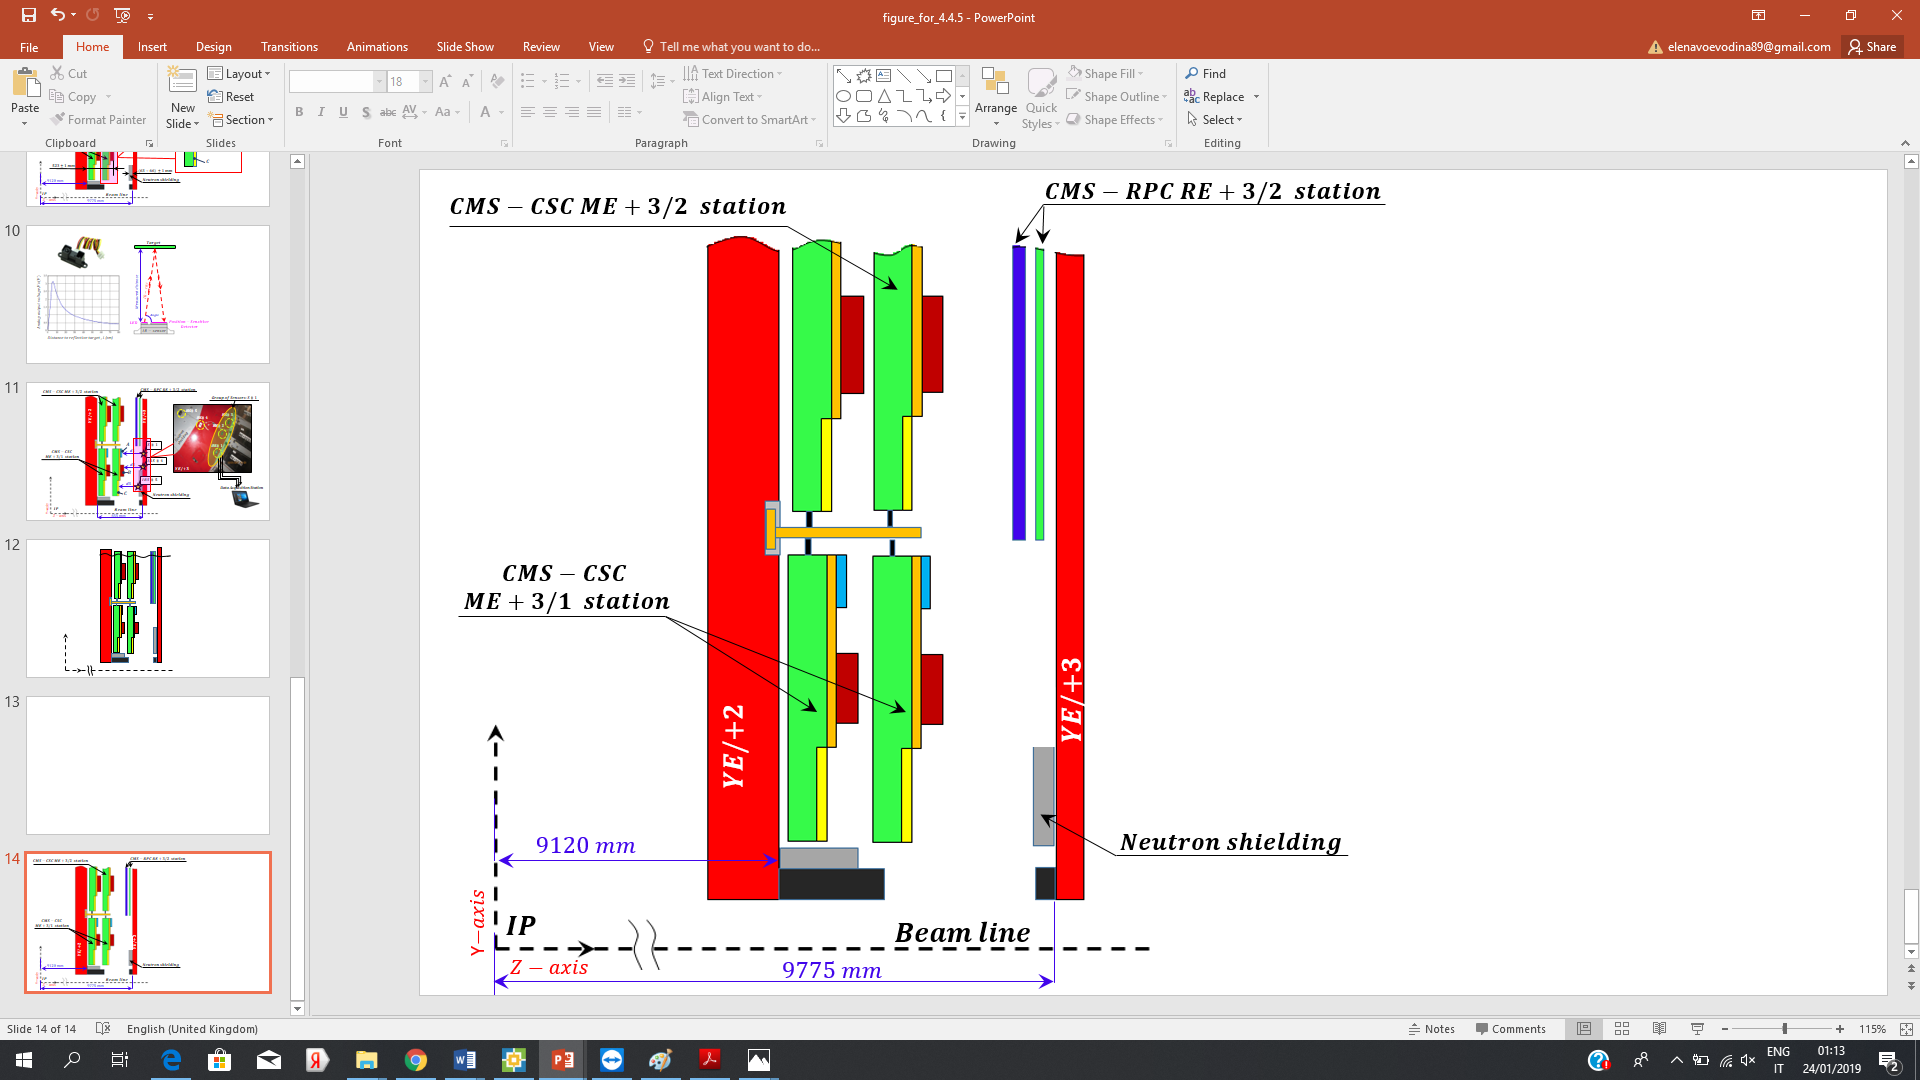 figure_for_4.4.5 - PowerPoint
File
Home
Insert
Design
Transitions
Animations
Slide Show
Review
View
Tell me what you want to do...
elenavoevodina89@gmail.com
Share
Paste
Cut
Copy
Format Painter
Clipboard
New
Slide
Layout
Reset
Section
Slides
18
B I U S abc AV Aa A
Font
Text Direction
Align Text
Convert to SmartArt
Paragraph
Arrange
Quick
Styles
Shape Fill
Shape Outline
Shape Effects
Drawing
Find
Replace
Select
Editing
10
11
12
13
14
CMS – CSC ME + 3/2 station
CMS – RPC RE + 3/2 station
CMS – CSC
ME + 3/1 station
YE/+2
YE/+3
9120 mm
Neutron shielding
Y–axis
IP
Beam line
Z – axis
9775 mm
Slide 14 of 14
English (United Kingdom)
Notes
Comments
115%
ENG
IT
01:13
24/01/2019
2